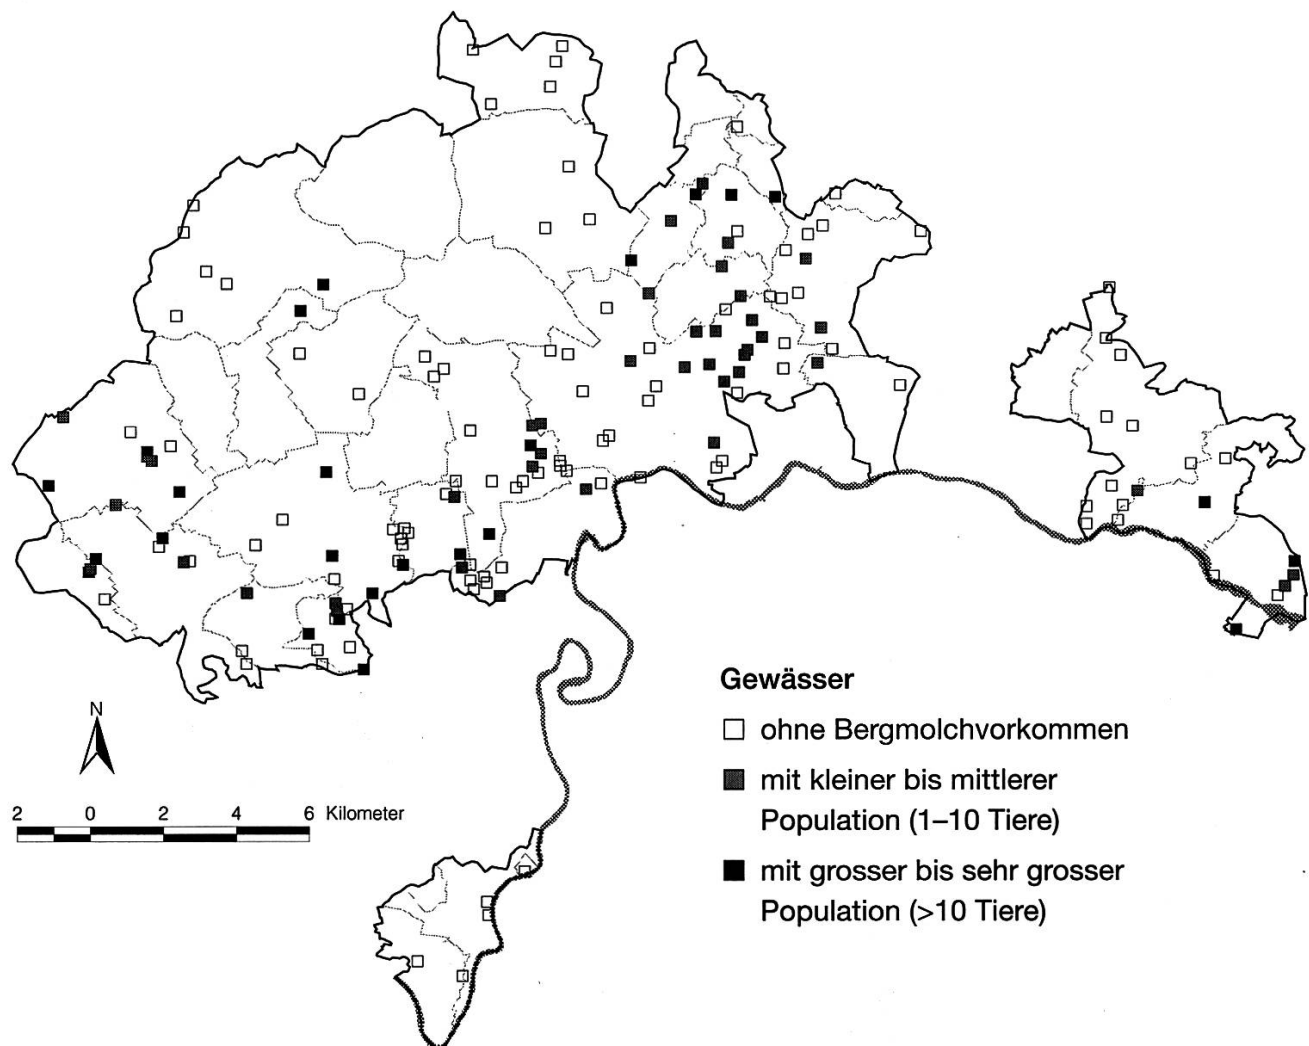 Gewässer
ohne Bergmolchvorkommen
mit kleiner bis mittlerer
Population (1–10 Tiere)
mit grosser bis sehr grosser
Population (>10 Tiere)
N
2 0 2 4 6 Kilometer